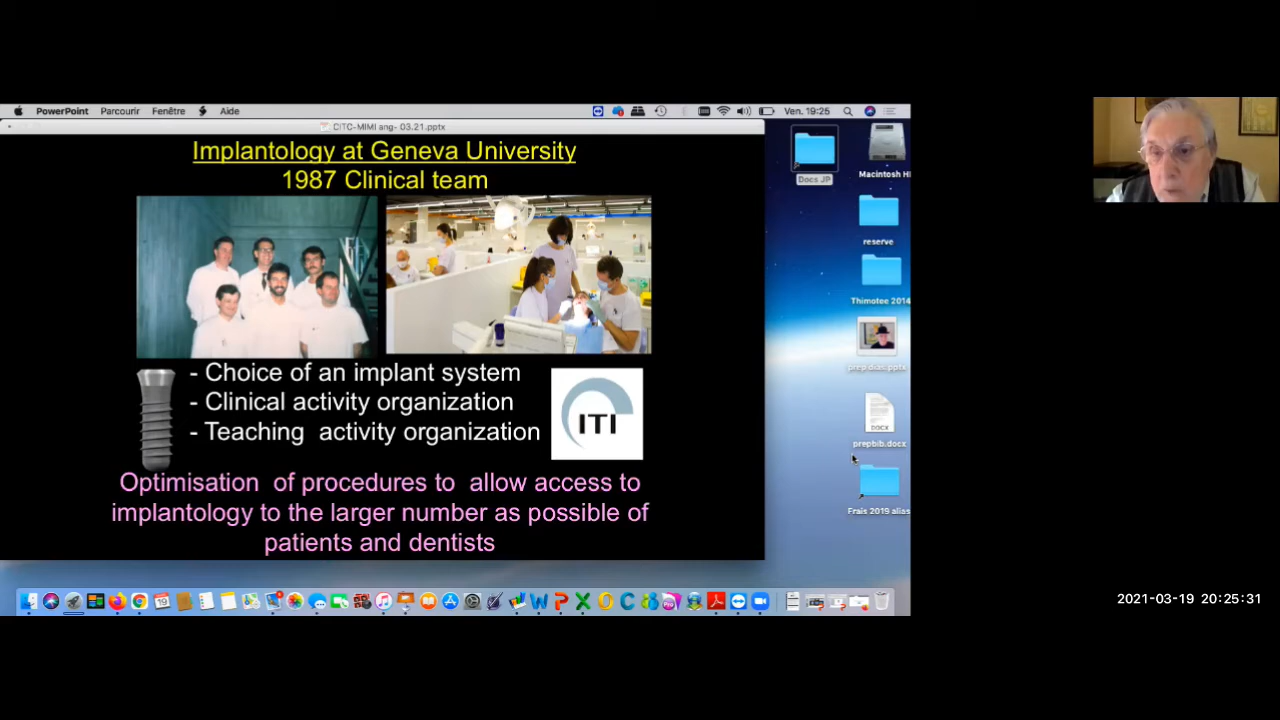 PowerPoint Parcourir Fenêtre Aide
Ven. 19:25
CiTC-MIMI ang- 03.21.pptx
Implantology at Geneva University
1987 Clinical team
- Choice of an implant system
- Clinical activity organization
- Teaching  activity organization
ITI
Optimisation  of procedures to  allow access to
implantology to the larger number as possible of
patients and dentists
Docs JP
Macintosh H
reserve
Thimotee 2014
DOCX
prepbib.docx
Frais 2019 alias
19
2021-03-19 20:25:31